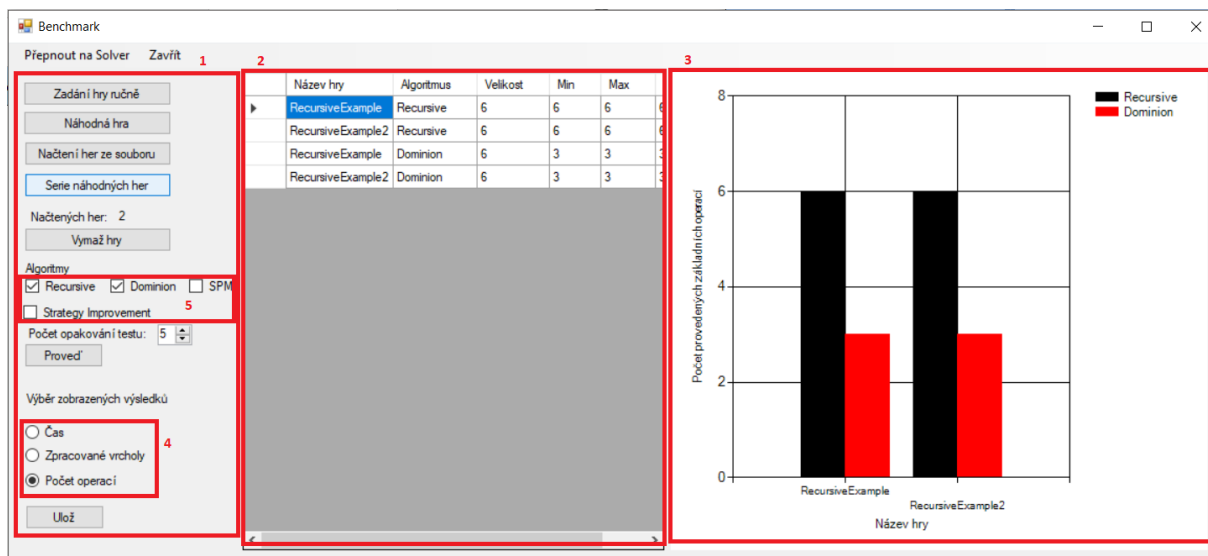 Benchmark
Přepnout na Solver Zavřít
1
2
3
Zadání hry ručně
Náhodná hra
Načtení her ze souboru
Serie náhodných her
Načtených her: 2
Vymaž hry
Algoritmy
Recursive Dominion SPM
5
Strategy Improvement
Počet opakování testu: 5
Proveď
Výběr zobrazených výsledků
Čas
4
Zpracované vrcholy
Počet operací
Ulož
Název hry Algoritmus Velikost Min Max
RecursiveExample Recursive 6 6 6 6
RecursiveExample2 Recursive 6 6 6 6
RecursiveExample Dominion 6 3 3 3
RecursiveExample2 Dominion 6 3 3 3
Počet provedených základních operací
8
6
4
2
0
RecursiveExample
RecursiveExample2
Název hry
Recursive
Dominion